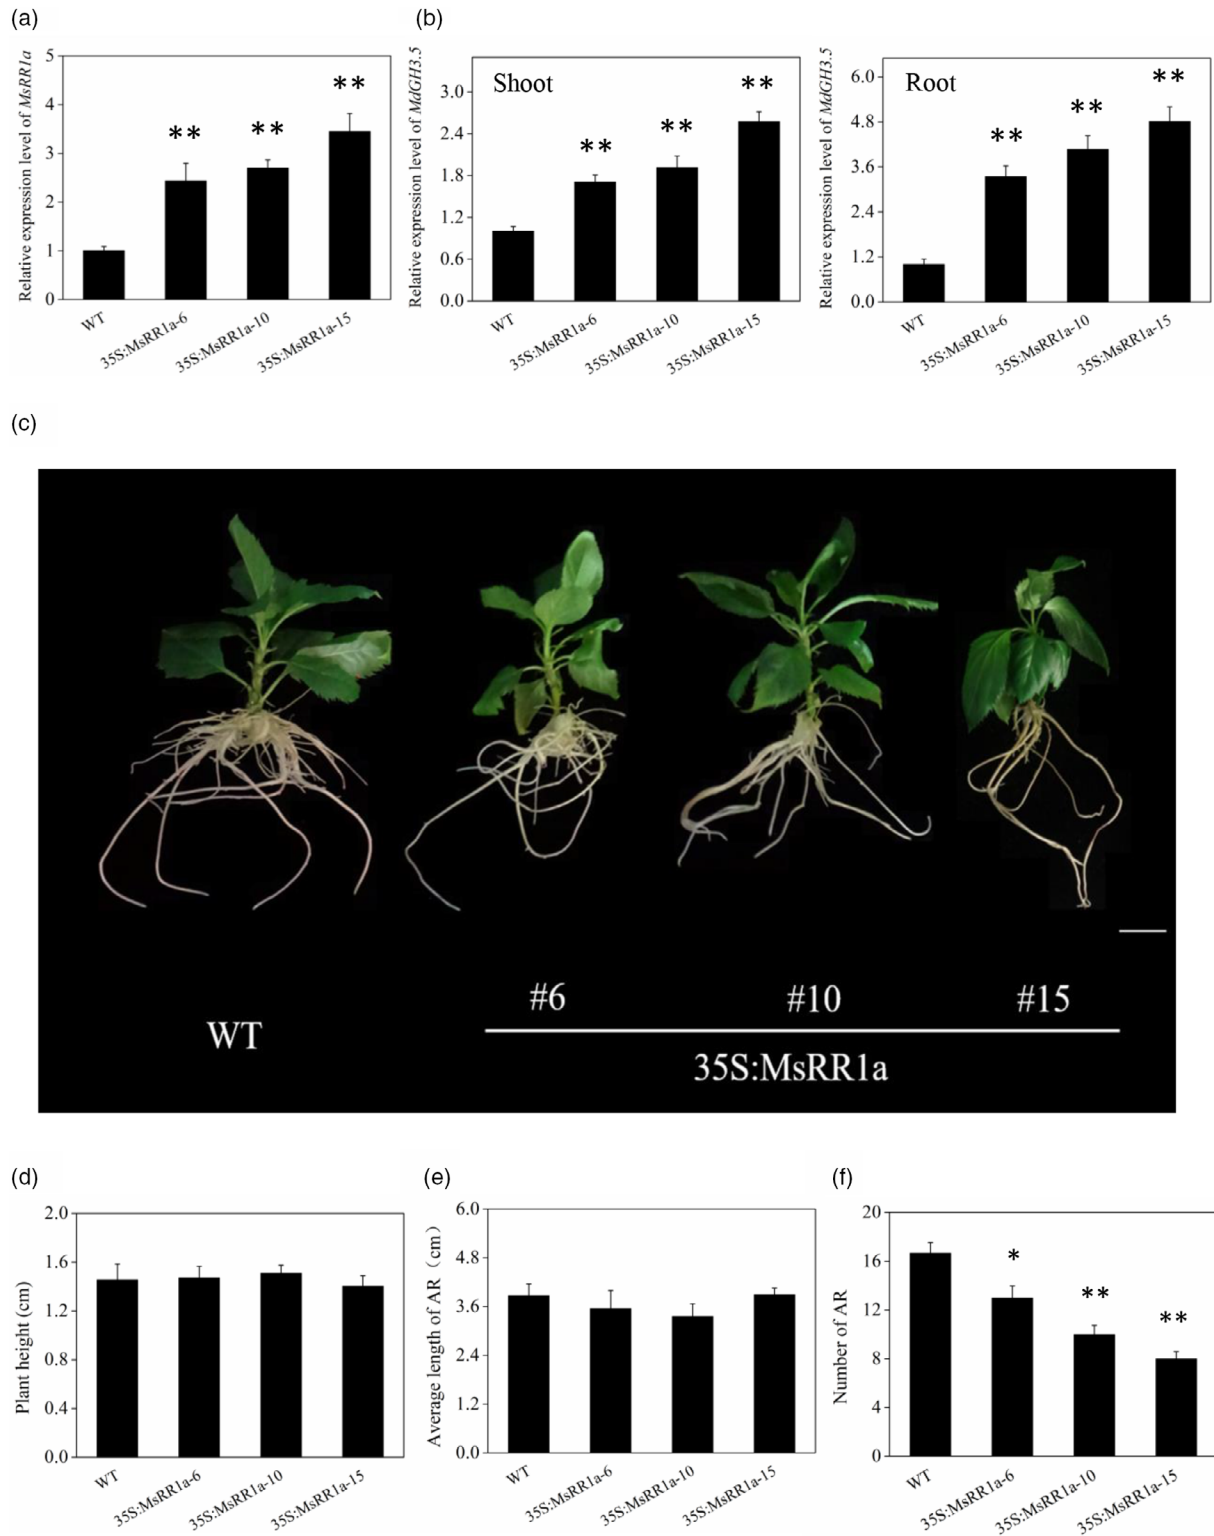 (a)
Relative expression level of MsRR1a
5
4
3
2
1
0
**
**
**
WT
35S:MsRR1a-6
35S:MsRR1a-10
35S:MsRR1a-15
(b)
Relative expression level of MdGH3.5
Shoot
3.0
2.4
1.8
1.2
0.6
0.0
**
**
**
WT
35S:MsRR1a-6
35S:MsRR1a-10
35S:MsRR1a-15
Relative expression level of MdGH3.5
Root
6.0
4.8
3.6
2.4
1.2
0.0
**
**
**
WT
35S:MsRR1a-6
35S:MsRR1a-10
35S:MsRR1a-15
(c)
WT
#6
#10
#15
35S:MsRR1a
(d)
Plant height (cm)
2.0
1.6
1.2
0.8
0.4
0.0
WT
35S:MsRR1a-6
35S:MsRR1a-10
35S:MsRR1a-15
(e)
Average length of AR（cm）
6.0
4.8
3.6
2.4
1.2
0.0
WT
35S:MsRR1a-6
35S:MsRR1a-10
35S:MsRR1a-15
(f)
Number of AR
20
16
12
8
4
0
*
**
**
WT
35S:MsRR1a-6
35S:MsRR1a-10
35S:MsRR1a-15